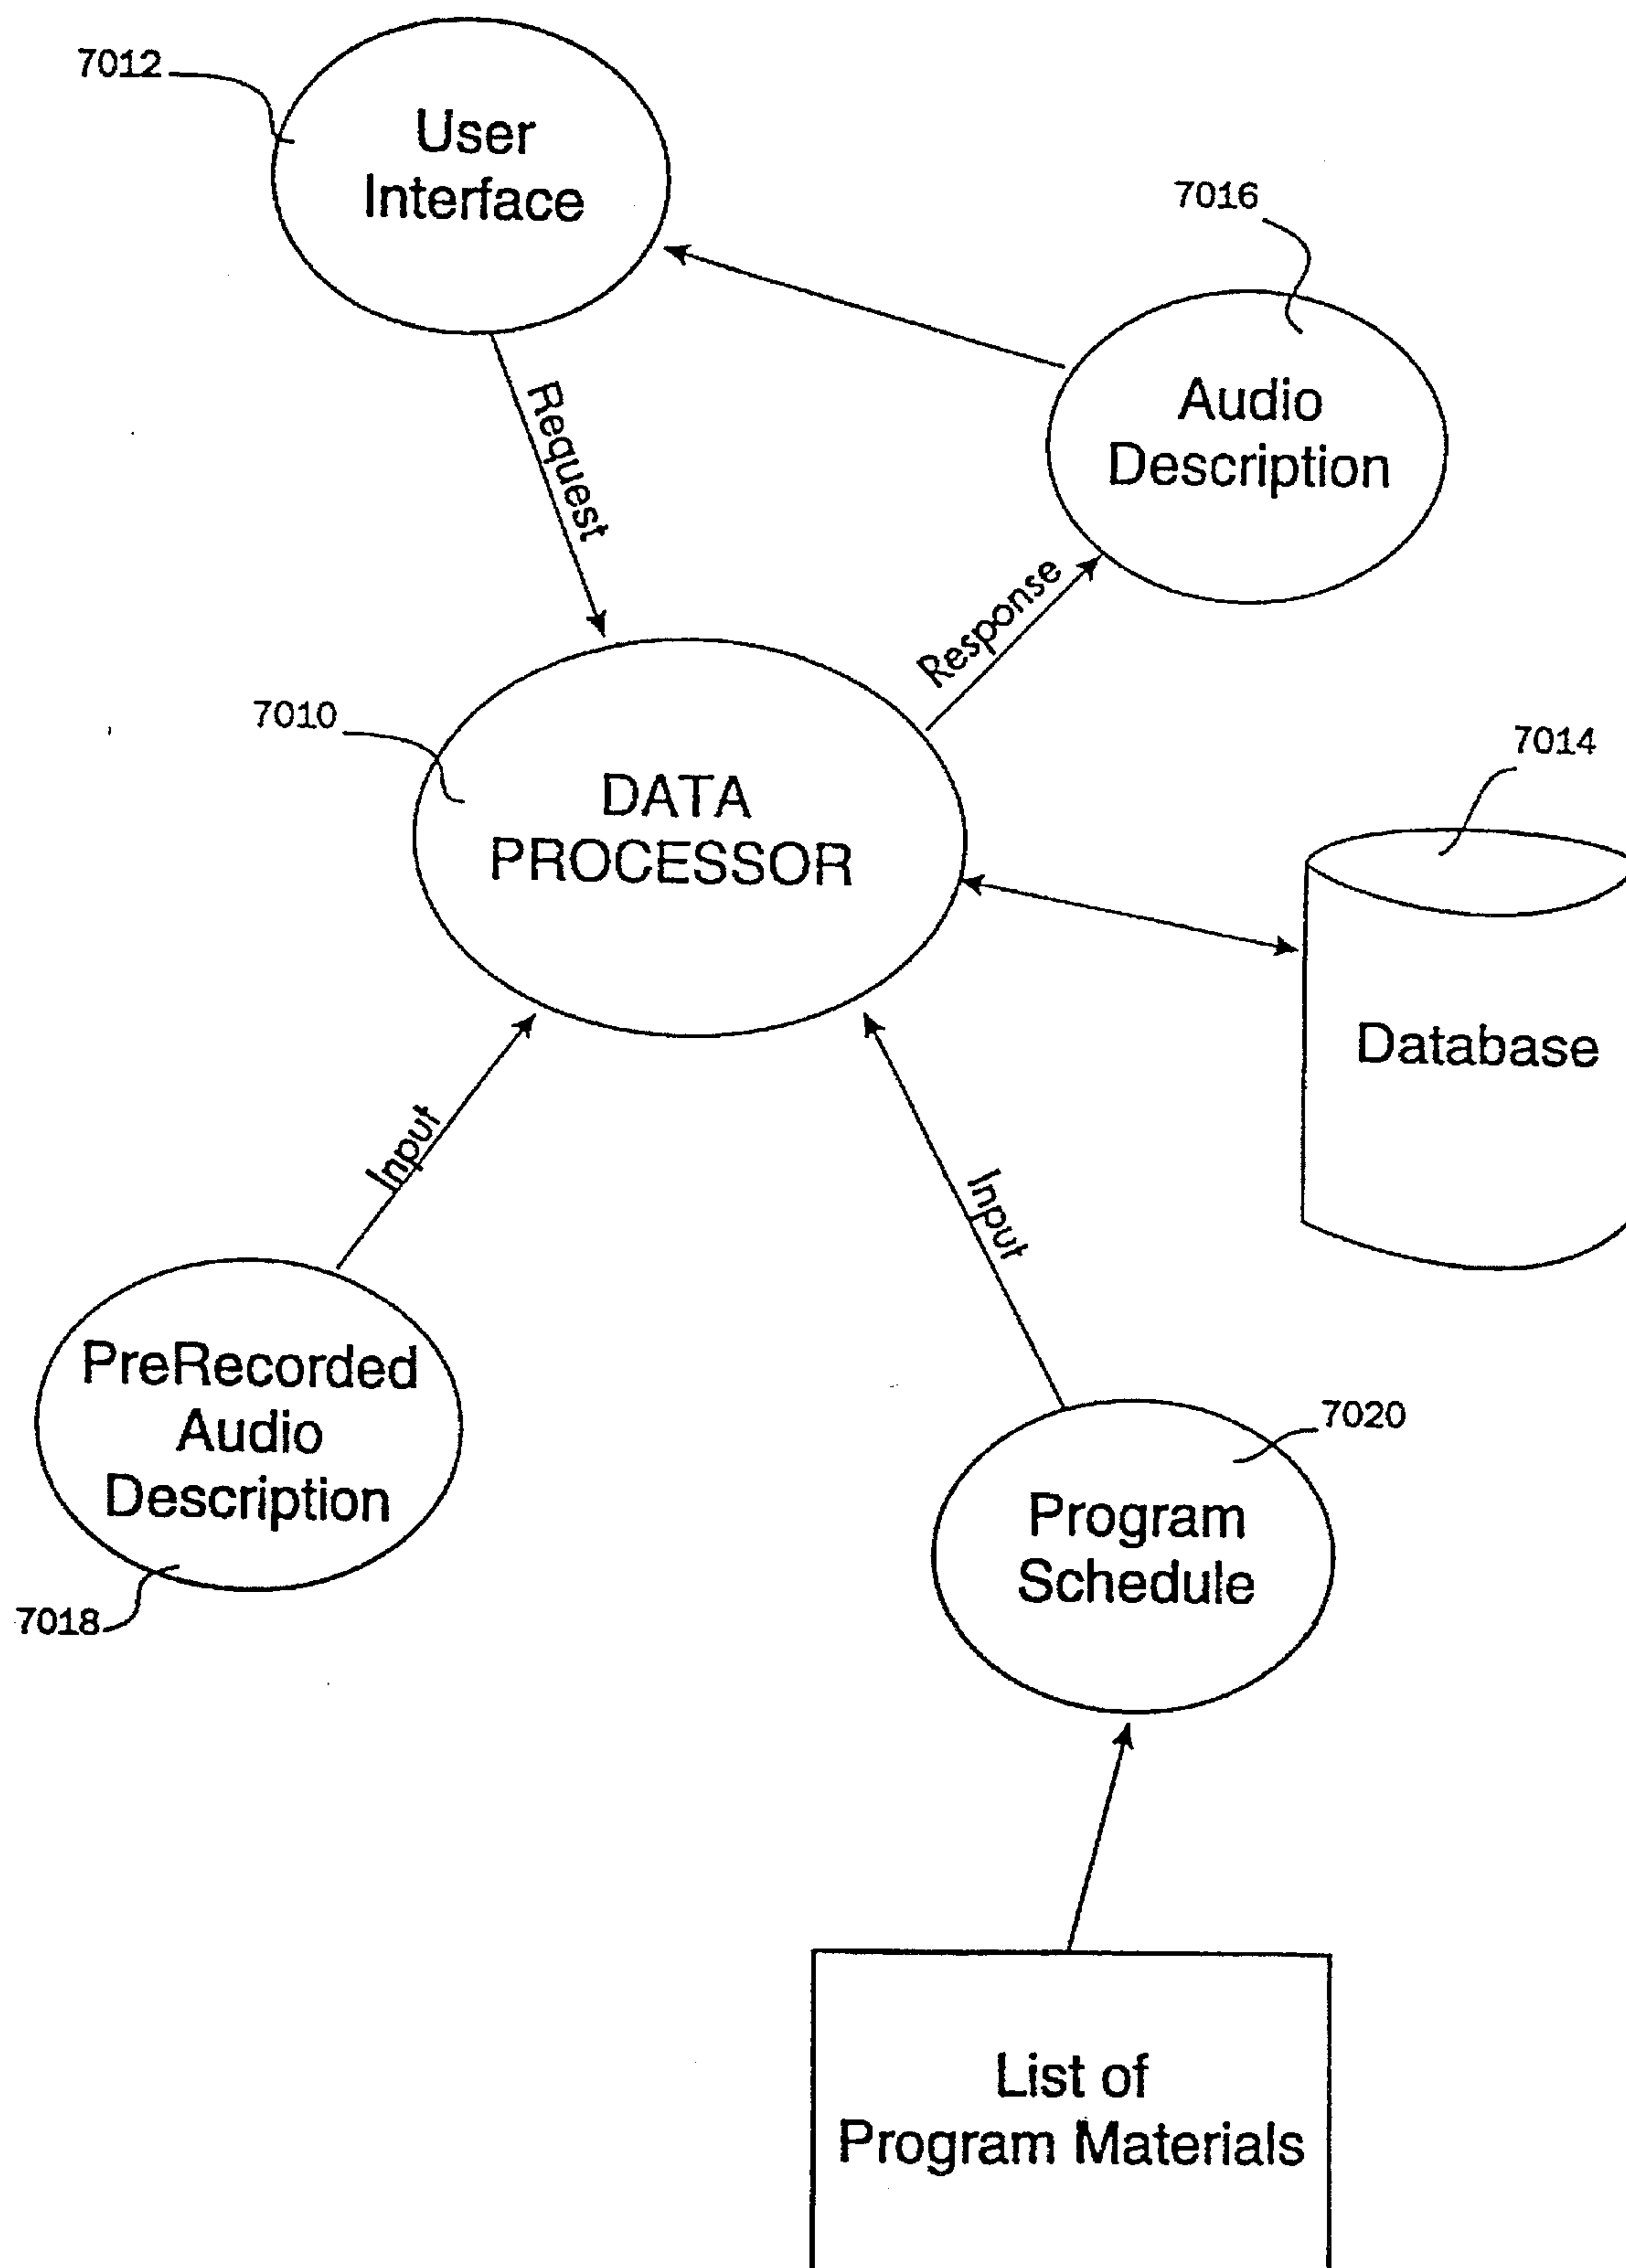 7012
User
Interface
7016
Audio
Description
Request
Response
7010
DATA
PROCESSOR
7014
Database
Input
Input
PreRecorded
Audio
Description
7018
7020
Program
Schedule
List of
Program Materials